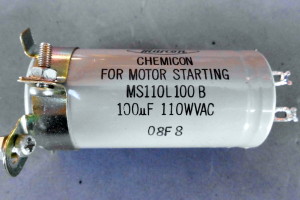 CHEMICON
FOR MOTOR STARTING
MS110L100B
100µF 110WVAC
08F8